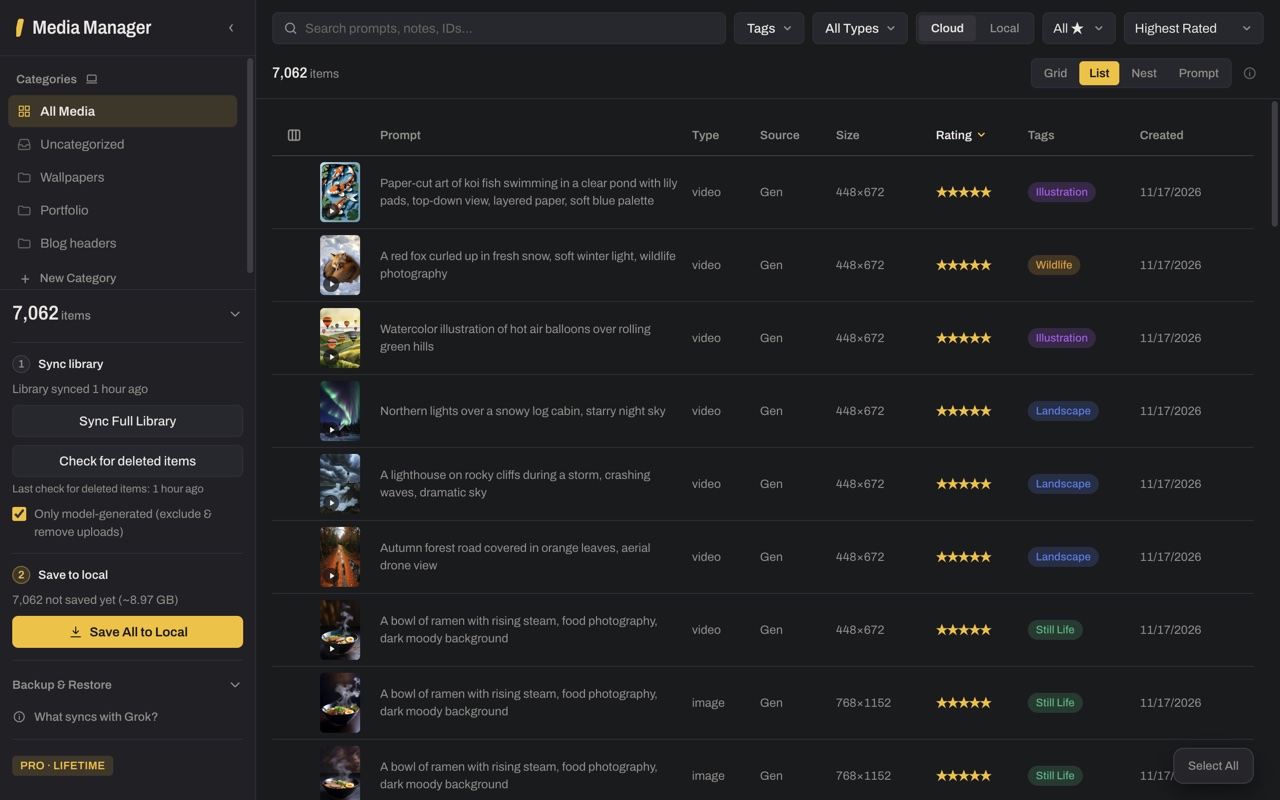 Media Manager
Categories
All Media
Uncategorized
Wallpapers
Portfolio
Blog headers
New Category
7,062 items
1 Sync library
Library synced 1 hour ago
Sync Full Library
Check for deleted items
Last check for deleted items: 1 hour ago
Only model-generated (exclude &
remove uploads)
2 Save to local
7,062 not saved yet (~8.97 GB)
Save All to Local
Backup & Restore
What syncs with Grok?
PRO · LIFETIME
Search prompts, notes, IDs...
Tags
All Types
Cloud
Local
All ★
Highest Rated
7,062 items
Grid
List
Nest
Prompt
Prompt Type Source Size Rating Tags Created
Paper-cut art of koi fish swimming in a clear pond with lily
pads, top-down view, layered paper, soft blue palette
video Gen 448×672 ★★★★★ Illustration 11/17/2026
A red fox curled up in fresh snow, soft winter light, wildlife
photography
video Gen 448×672 ★★★★★ Wildlife 11/17/2026
Watercolor illustration of hot air balloons over rolling
green hills
video Gen 448×672 ★★★★★ Illustration 11/17/2026
Northern lights over a snowy log cabin, starry night sky
video Gen 448×672 ★★★★★ Landscape 11/17/2026
A lighthouse on rocky cliffs during a storm, crashing
waves, dramatic sky
video Gen 448×672 ★★★★★ Landscape 11/17/2026
Autumn forest road covered in orange leaves, aerial
drone view
video Gen 448×672 ★★★★★ Landscape 11/17/2026
A bowl of ramen with rising steam, food photography,
dark moody background
video Gen 448×672 ★★★★★ Still Life 11/17/2026
A bowl of ramen with rising steam, food photography,
dark moody background
image Gen 768×1152 ★★★★★ Still Life 11/17/2026
A bowl of ramen with rising steam, food photography,
dark moody background
image Gen 768×1152 ★★★★★ Still Life 11/17/
Select All